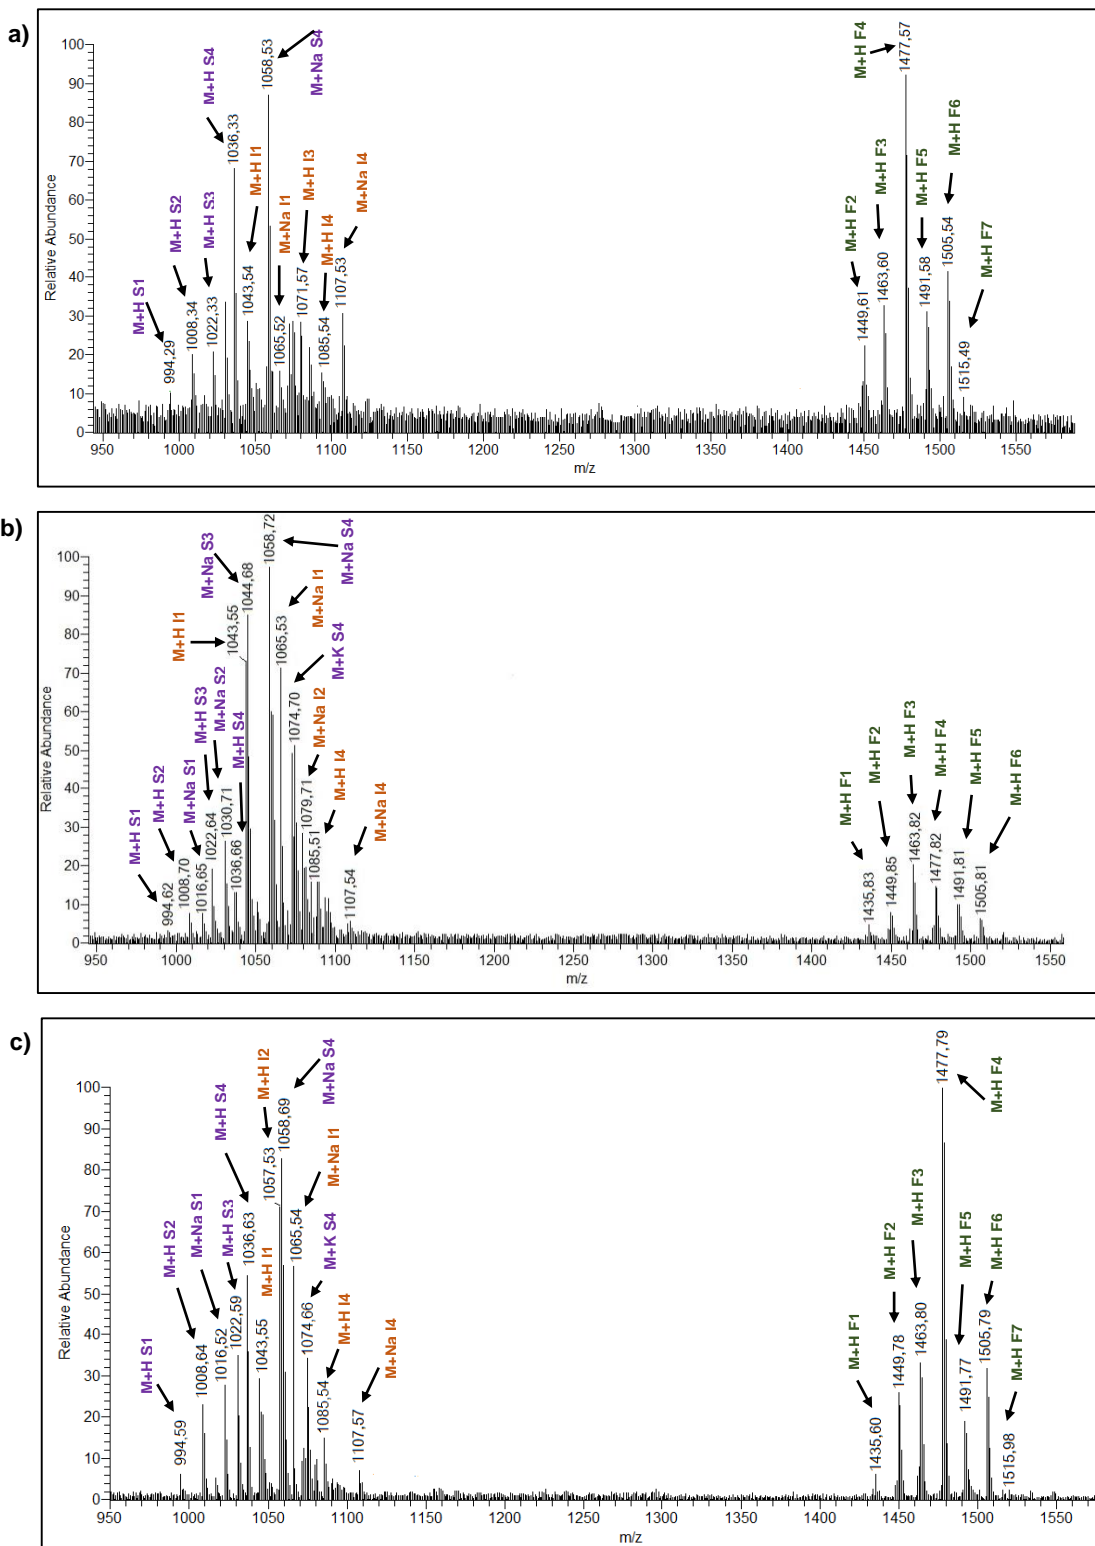 a)
Relative Abundance
100
90
80
70
60
50
40
30
20
10
0
M+H S1
994,29
M+H S2
1008,34
M+H S3
1022,33
M+H S4
1036,33
M+H I1
1043,54
1058,53
M+Na S4
M+Na I1
1065,52
M+H I3
1071,57
M+H I4
1085,54
M+Na I4
1107,53
M+H F2
1449,61
M+H F3
1463,60
M+H F4
1477,57
M+H F5
1491,58
M+H F6
1505,54
M+H F7
1515,49
950 1000 1050 1100 1150 1200 1250 1300 1350 1400 1450 1500 1550
m/z
b)
Relative Abundance
100
90
80
70
60
50
40
30
20
10
0
M+H S1
994,62
M+H S2
1008,70
M+Na S1
1016,65
M+H S3
1022,64
M+Na S2
1030,71
M+H S4
1036,66
M+H I1
1043,55
M+Na S3
1044,68
1058,72
M+Na S4
M+Na I1
1065,53
M+K S4
1074,70
M+Na I2
1079,71
M+H I4
1085,51
M+Na I4
1107,54
M+H F1
1435,83
M+H F2
1449,85
M+H F3
1463,82
M+H F4
1477,82
M+H F5
1491,81
M+H F6
1505,81
950 1000 1050 1100 1150 1200 1250 1300 1350 1400 1450 1500 1550
m/z
c)
Relative Abundance
100
90
80
70
60
50
40
30
20
10
0
M+H S1
994,59
M+H S2
1008,64
M+Na S1
1016,52
M+H S3
1022,59
M+H S4
1036,63
M+H I1
1043,55
M+H I2
1057,53
1058,69
M+Na S4
M+Na I1
1065,54
M+K S4
1074,66
M+H I4
1085,54
M+Na I4
1107,57
M+H F1
1435,60
M+H F2
1449,78
M+H F3
1463,80
1477,79
M+H F4
M+H F5
1491,77
M+H F6
1505,79
M+H F7
1515,98
950 1000 1050 1100 1150 1200 1250 1300 1350 1400 1450 1500 1550
m/z